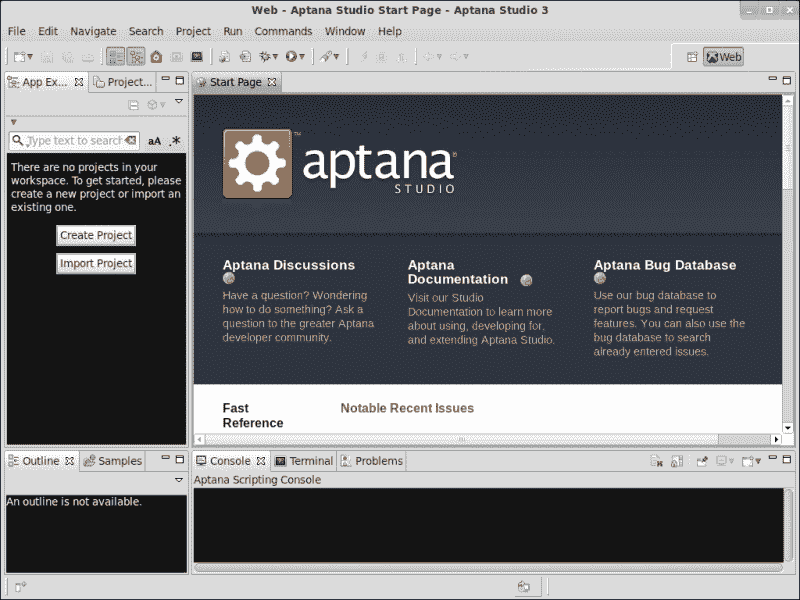 Web - Aptana Studio Start Page - Aptana Studio 3
File Edit Navigate Search Project Run Commands Window Help
Web
App Ex... Project...
Start Page
Type text to search
aA .*
There are no projects in your
workspace. To get started, please
create a new project or import an
existing one.
Create Project
Import Project
aptana®
STUDIO
™
Aptana Discussions
Have a question? Wondering
how to do something? Ask a
question to the greater Aptana
developer community.
Aptana
Documentation
Visit our Studio
Documentation to learn more
about using, developing for,
and extending Aptana Studio.
Aptana Bug Database
Use our bug database to
report bugs and request
features. You can also use the
bug database to search
already entered issues.
Fast
Reference
Notable Recent Issues
Outline Samples
An outline is not available.
Console Terminal Problems
Aptana Scripting Console